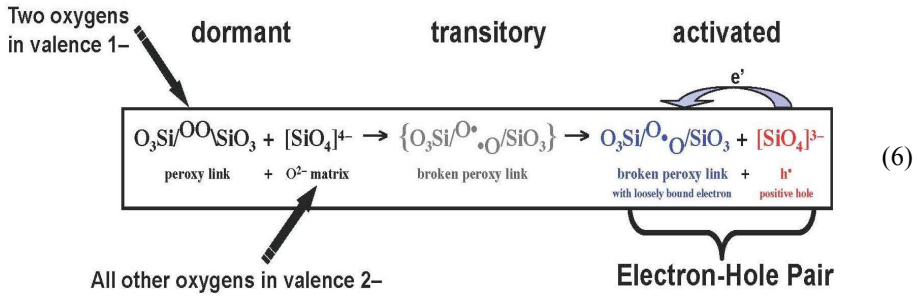 Two oxygens
in valence 1–
dormant
transitory
activated
e'
O₃Si/OO\SiO₃ + [SiO₄]⁴⁻ → {O₃Si/O• •O/SiO₃} → O₃Si/O• •O/SiO₃ + [SiO₄]³⁻
(6)
peroxy link + O²⁻ matrix broken peroxy link broken peroxy link + h•
with loosely bound electron positive hole
All other oxygens in valence 2–
Electron-Hole Pair